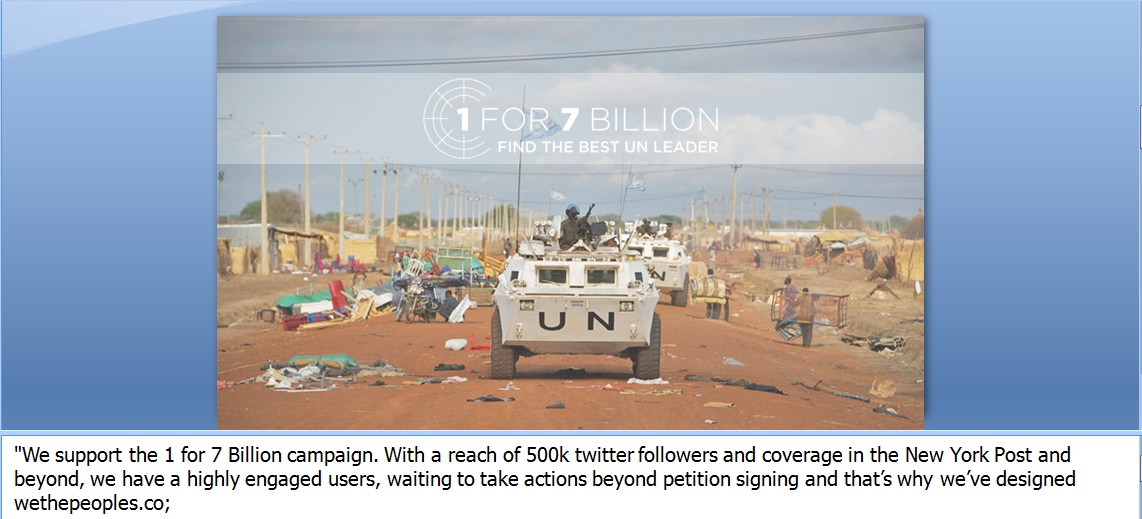 1 FOR 7 BILLION
FIND THE BEST UN LEADER
UN
UN
"We support the 1 for 7 Billion campaign. With a reach of 500k twitter followers and coverage in the New York Post and
beyond, we have a highly engaged users, waiting to take actions beyond petition signing and that’s why we’ve designed
wethepeoples.co;